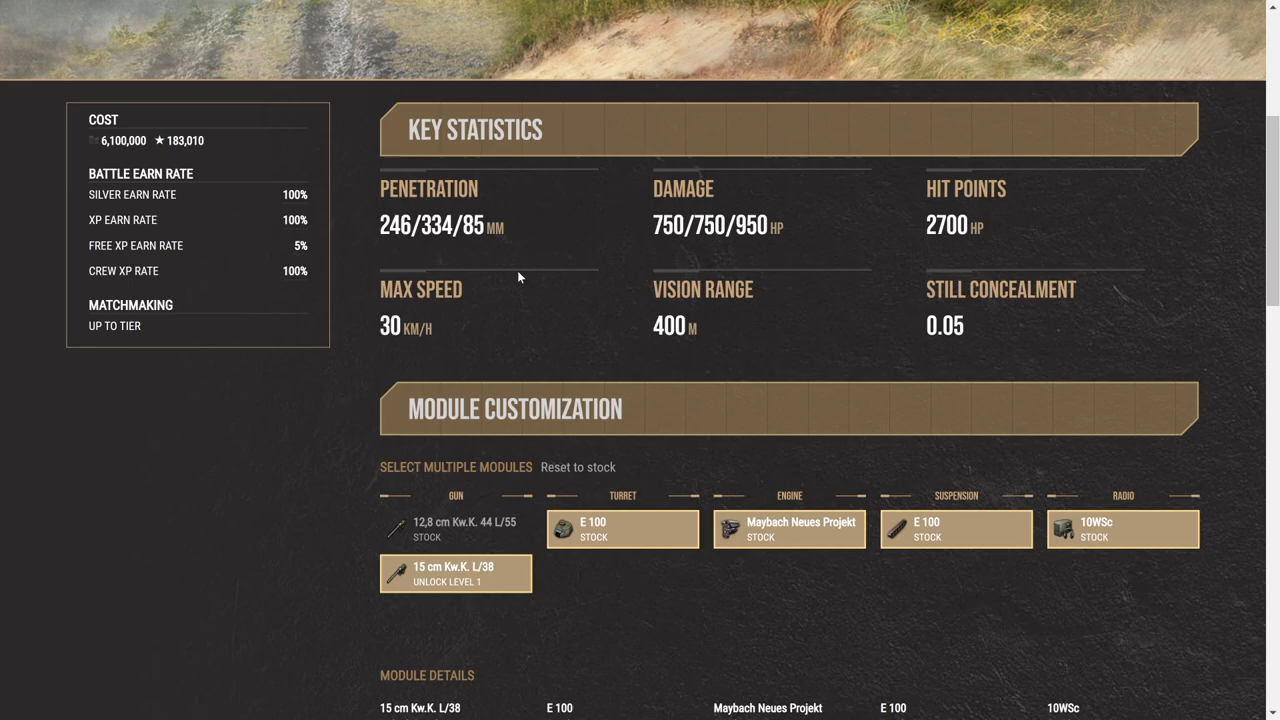 COST
6,100,000 ★ 183,010
BATTLE EARN RATE
SILVER EARN RATE 100%
XP EARN RATE 100%
FREE XP EARN RATE 5%
CREW XP RATE 100%
MATCHMAKING
UP TO TIER
KEY STATISTICS
PENETRATION DAMAGE HIT POINTS
246/334/85 MM 750/750/950 HP 2700 HP
MAX SPEED VISION RANGE STILL CONCEALMENT
30 KM/H 400 M 0.05
MODULE CUSTOMIZATION
SELECT MULTIPLE MODULES Reset to stock
GUN TURRET ENGINE SUSPENSION RADIO
12,8 cm Kw.K. 44 L/55 E 100 Maybach Neues Projekt E 100 10WSc
STOCK STOCK STOCK STOCK STOCK
15 cm Kw.K. L/38
UNLOCK LEVEL 1
MODULE DETAILS
15 cm Kw.K. L/38 E 100 Maybach Neues Projekt E 100 10WSc